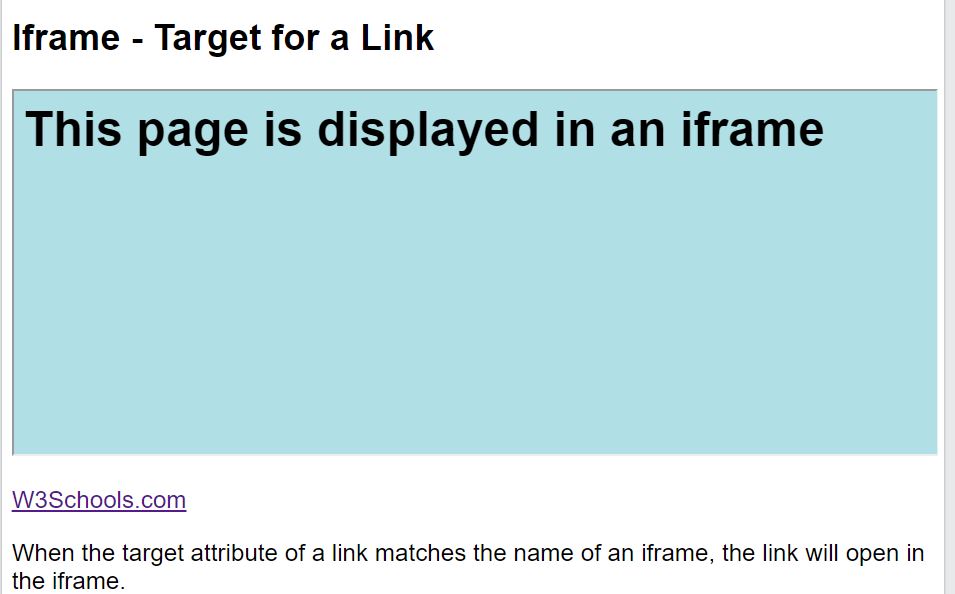 Iframe - Target for a Link
This page is displayed in an iframe
W3Schools.com
When the target attribute of a link matches the name of an iframe, the link will open in
the iframe.